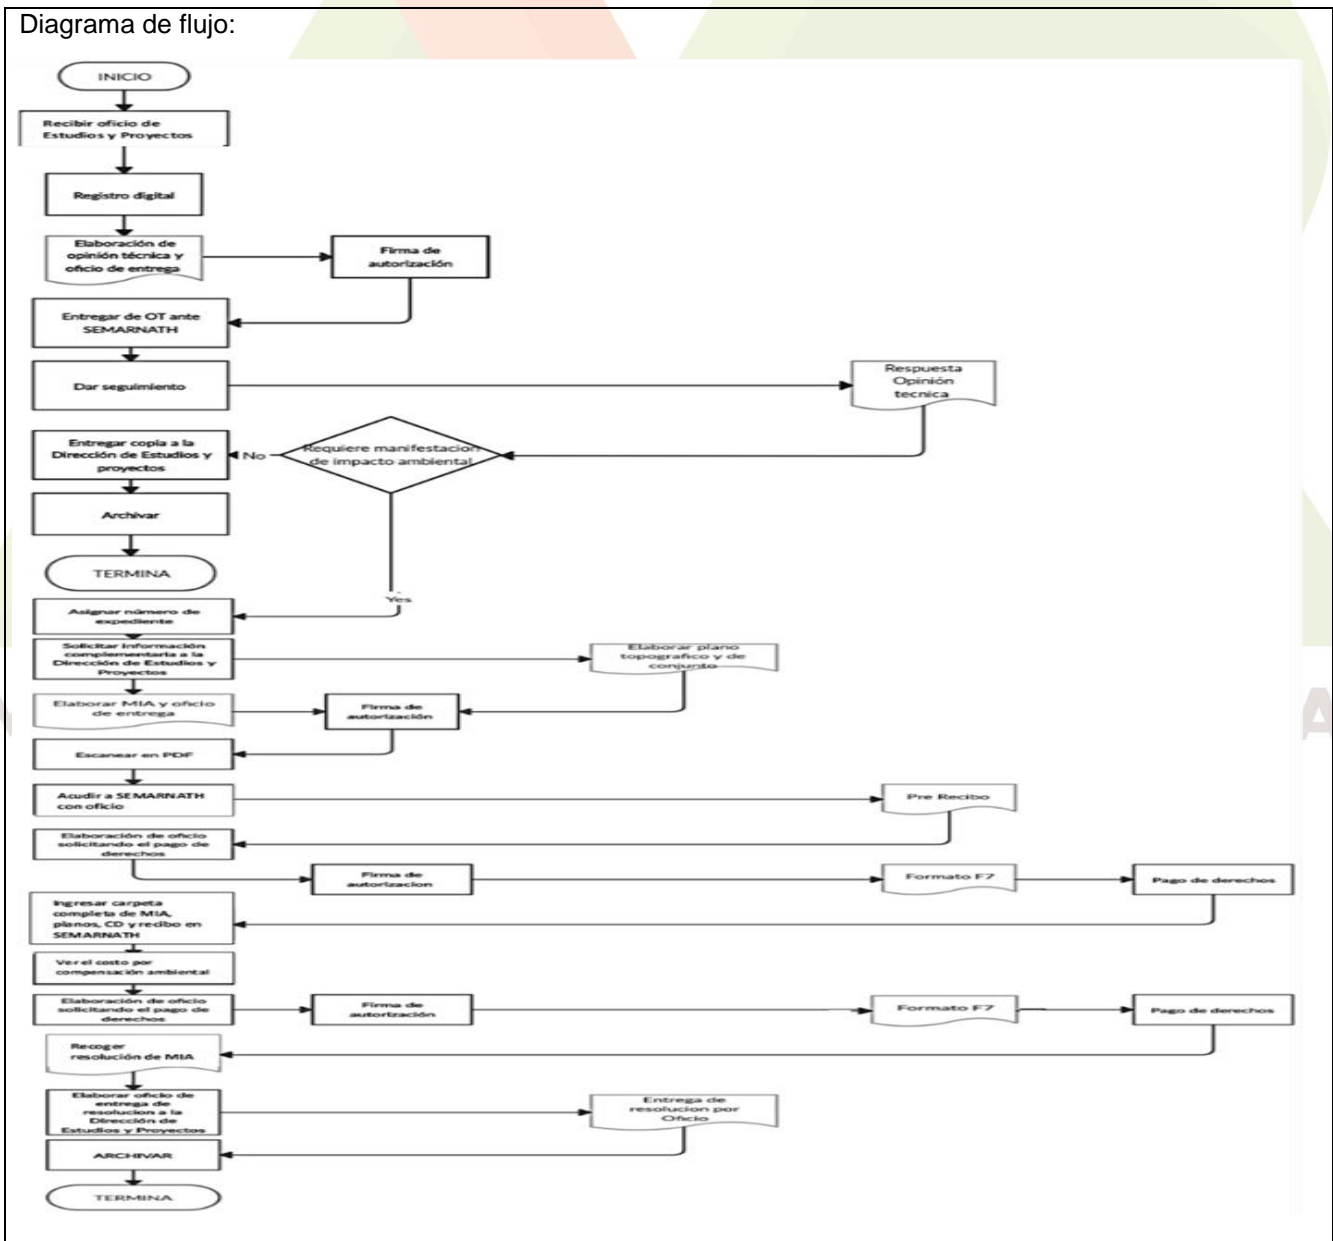 Diagrama de flujo:
INICIO
Recibir oficio de
Estudios y Proyectos
Registro digital
Elaboración de
opinión técnica y
oficio de entrega
Firma de
autorización
Entregar de OT ante
SEMARNATH
Dar seguimiento
Respuesta
Opinión
tecnica
Requiere manifestacion
de impacto ambiental
No
Entregar copia a la
Dirección de Estudios y
proyectos
Archivar
TERMINA
Yes
Asignar número de
expediente
Solicitar información
complementaria a la
Dirección de Estudios y
Proyectos
Elaborar plano
topografico y de
conjunto
Elaborar MIA y oficio
de entrega
Firma de
autorización
Escanear en PDF
Acudir a SEMARNATH
con oficio
Pre Recibo
Elaboración de oficio
solicitando el pago de
derechos
Firma de
autorizacion
Formato F7
Pago de derechos
Ingresar carpeta
completa de MIA,
planos, CD y recibo en
SEMARNATH
Ver el costo por
compensación ambiental
Elaboración de oficio
solicitando el pago de
derechos
Firma de
autorización
Formato F7
Pago de derechos
Recoger
resolución de MIA
Elaborar oficio de
entrega de
resolucion a la
Dirección de
Estudios y Proyectos
Entrega de
resolucion por
Oficio
ARCHIVAR
TERMINA